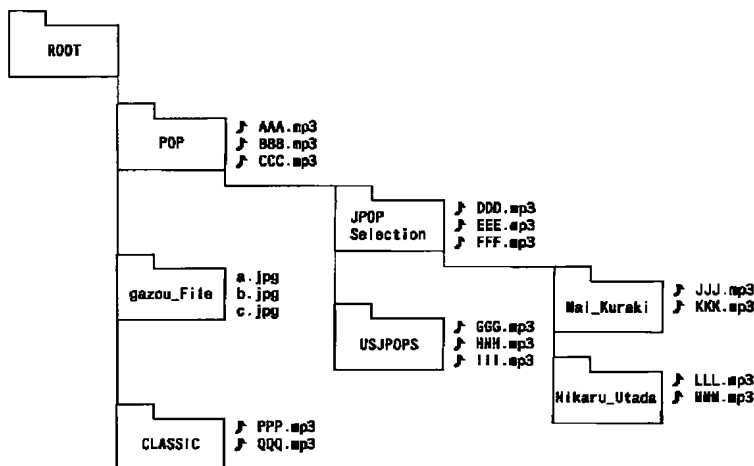 ROOT
POP
AAA.mp3
BBB.mp3
CCC.mp3
JPOP
Selection
DDD.mp3
EEE.mp3
FFF.mp3
gazou_File
a.jpg
b.jpg
c.jpg
Mai_Kuraki
JJJ.mp3
KKK.mp3
USJPOPS
GGG.mp3
HHH.mp3
III.mp3
Hikaru_Utada
LLL.mp3
MMM.mp3
CLASSIC
PPP.mp3
QQQ.mp3